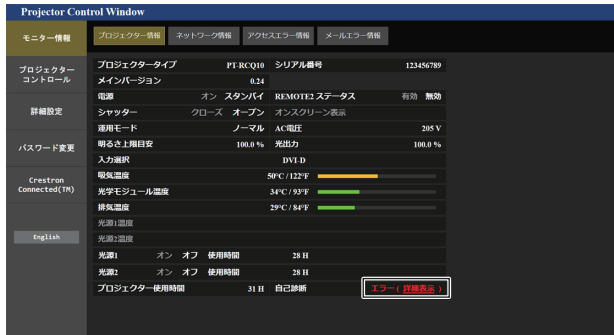 Projector Control Window
モニター情報
プロジェクター情報 ネットワーク情報 アクセスエラー情報 メールエラー情報
プロジェクター
コントロール
詳細設定
パスワード変更
Crestron
Connected(TM)
English
プロジェクタータイプ PT-RCQ10 シリアル番号 123456789
メインバージョン 0.24
電源 オン スタンバイ REMOTE2 ステータス 有効 無効
シャッター クローズ オープン オンスクリーン表示
運用モード ノーマル AC電圧 205 V
明るさ上限目安 100.0 % 光出力 100.0 %
入力選択 DVI-D
吸気温度 50°C / 122°F
光学モジュール温度 34°C / 93°F
排気温度 29°C / 84°F
光源1温度
光源2温度
光源1 オン オフ 使用時間 28 H
光源2 オン オフ 使用時間 28 H
プロジェクター使用時間 31 H 自己診断 エラー ( 詳細表示 )